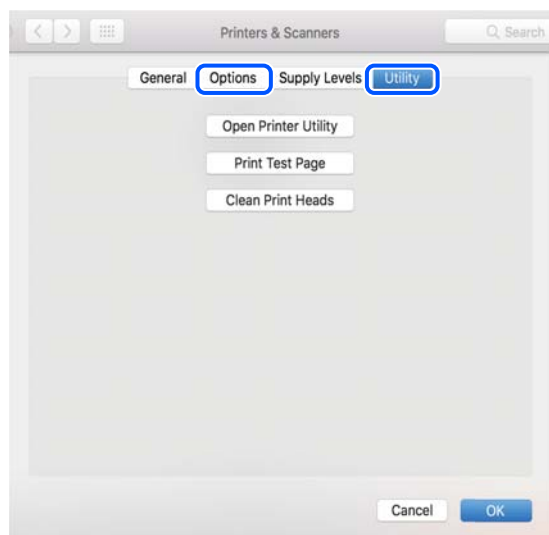 Printers & Scanners Search
General Options Supply Levels Utility
Open Printer Utility
Print Test Page
Clean Print Heads
Cancel OK